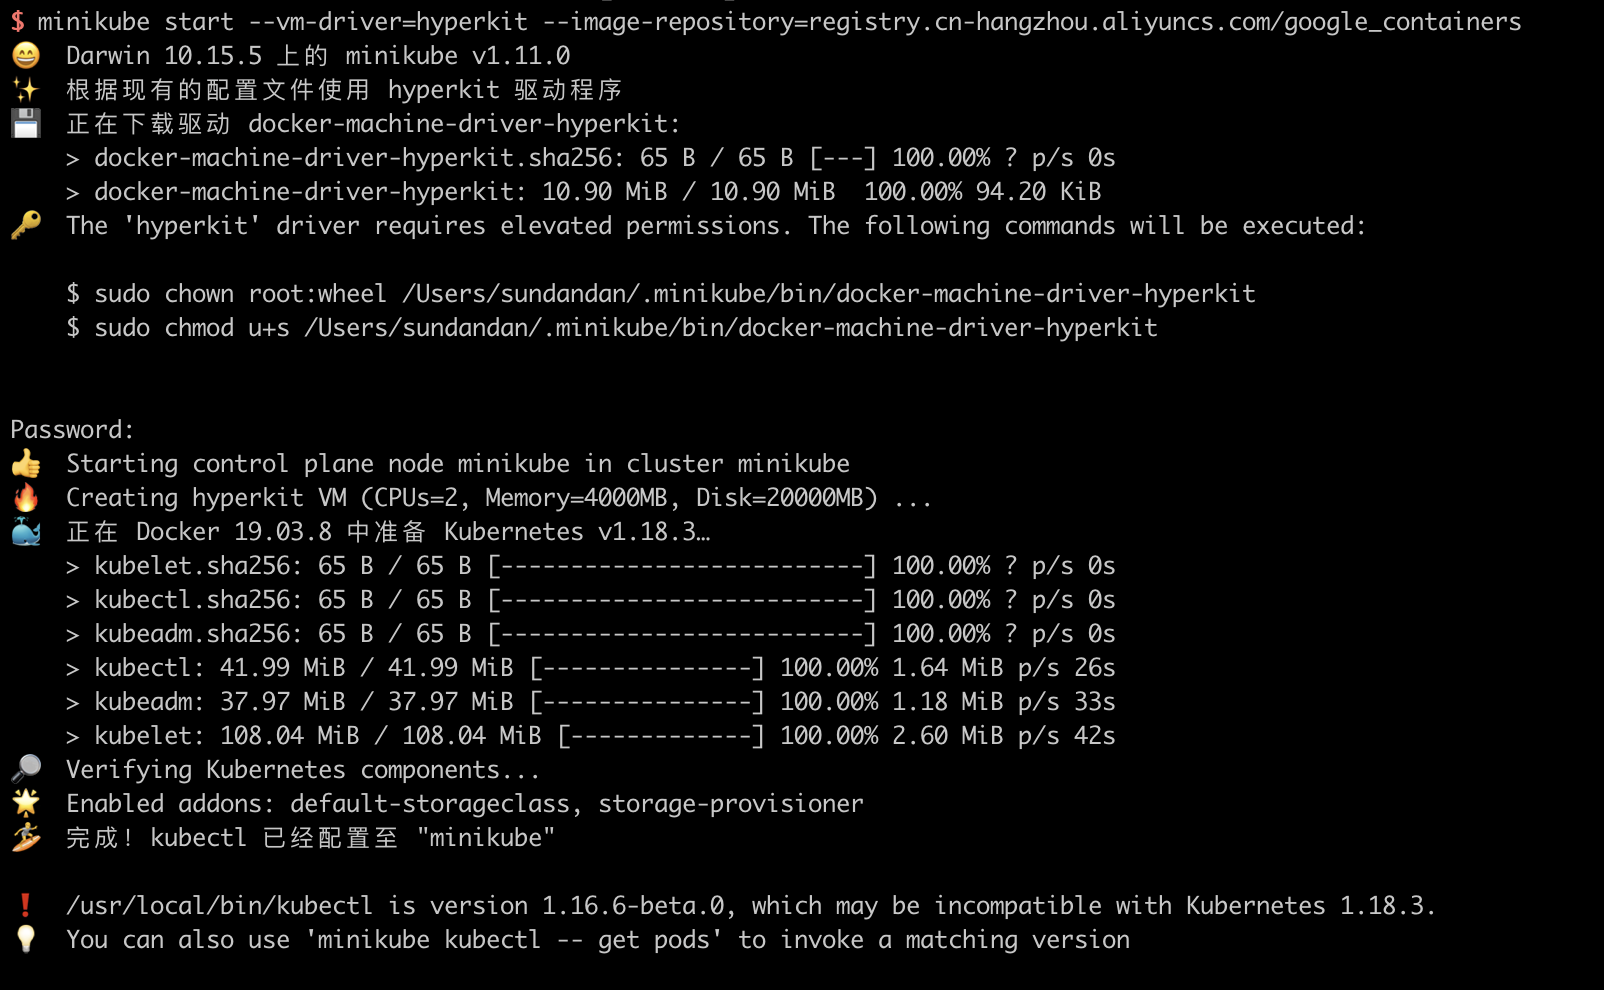 $ minikube start --vm-driver=hyperkit --image-repository=registry.cn-hangzhou.aliyuncs.com/google_containers
😄  Darwin 10.15.5 上的 minikube v1.11.0
✨  根据现有的配置文件使用 hyperkit 驱动程序
💾  正在下载驱动 docker-machine-driver-hyperkit:
    > docker-machine-driver-hyperkit.sha256: 65 B / 65 B [---] 100.00% ? p/s 0s
    > docker-machine-driver-hyperkit: 10.90 MiB / 10.90 MiB  100.00% 94.20 KiB
🔑  The 'hyperkit' driver requires elevated permissions. The following commands will be executed:
    $ sudo chown root:wheel /Users/sundandan/.minikube/bin/docker-machine-driver-hyperkit
    $ sudo chmod u+s /Users/sundandan/.minikube/bin/docker-machine-driver-hyperkit
Password:
👍  Starting control plane node minikube in cluster minikube
🔥  Creating hyperkit VM (CPUs=2, Memory=4000MB, Disk=20000MB) ...
🐳  正在 Docker 19.03.8 中准备 Kubernetes v1.18.3…
    > kubelet.sha256: 65 B / 65 B [--------------------------] 100.00% ? p/s 0s
    > kubectl.sha256: 65 B / 65 B [--------------------------] 100.00% ? p/s 0s
    > kubeadm.sha256: 65 B / 65 B [--------------------------] 100.00% ? p/s 0s
    > kubectl: 41.99 MiB / 41.99 MiB [---------------] 100.00% 1.64 MiB p/s 26s
    > kubeadm: 37.97 MiB / 37.97 MiB [---------------] 100.00% 1.18 MiB p/s 33s
    > kubelet: 108.04 MiB / 108.04 MiB [-------------] 100.00% 2.60 MiB p/s 42s
🔎  Verifying Kubernetes components...
🌟  Enabled addons: default-storageclass, storage-provisioner
🏄  完成！kubectl 已经配置至 "minikube"
❗  /usr/local/bin/kubectl is version 1.16.6-beta.0, which may be incompatible with Kubernetes 1.18.3.
💡  You can also use 'minikube kubectl -- get pods' to invoke a matching version